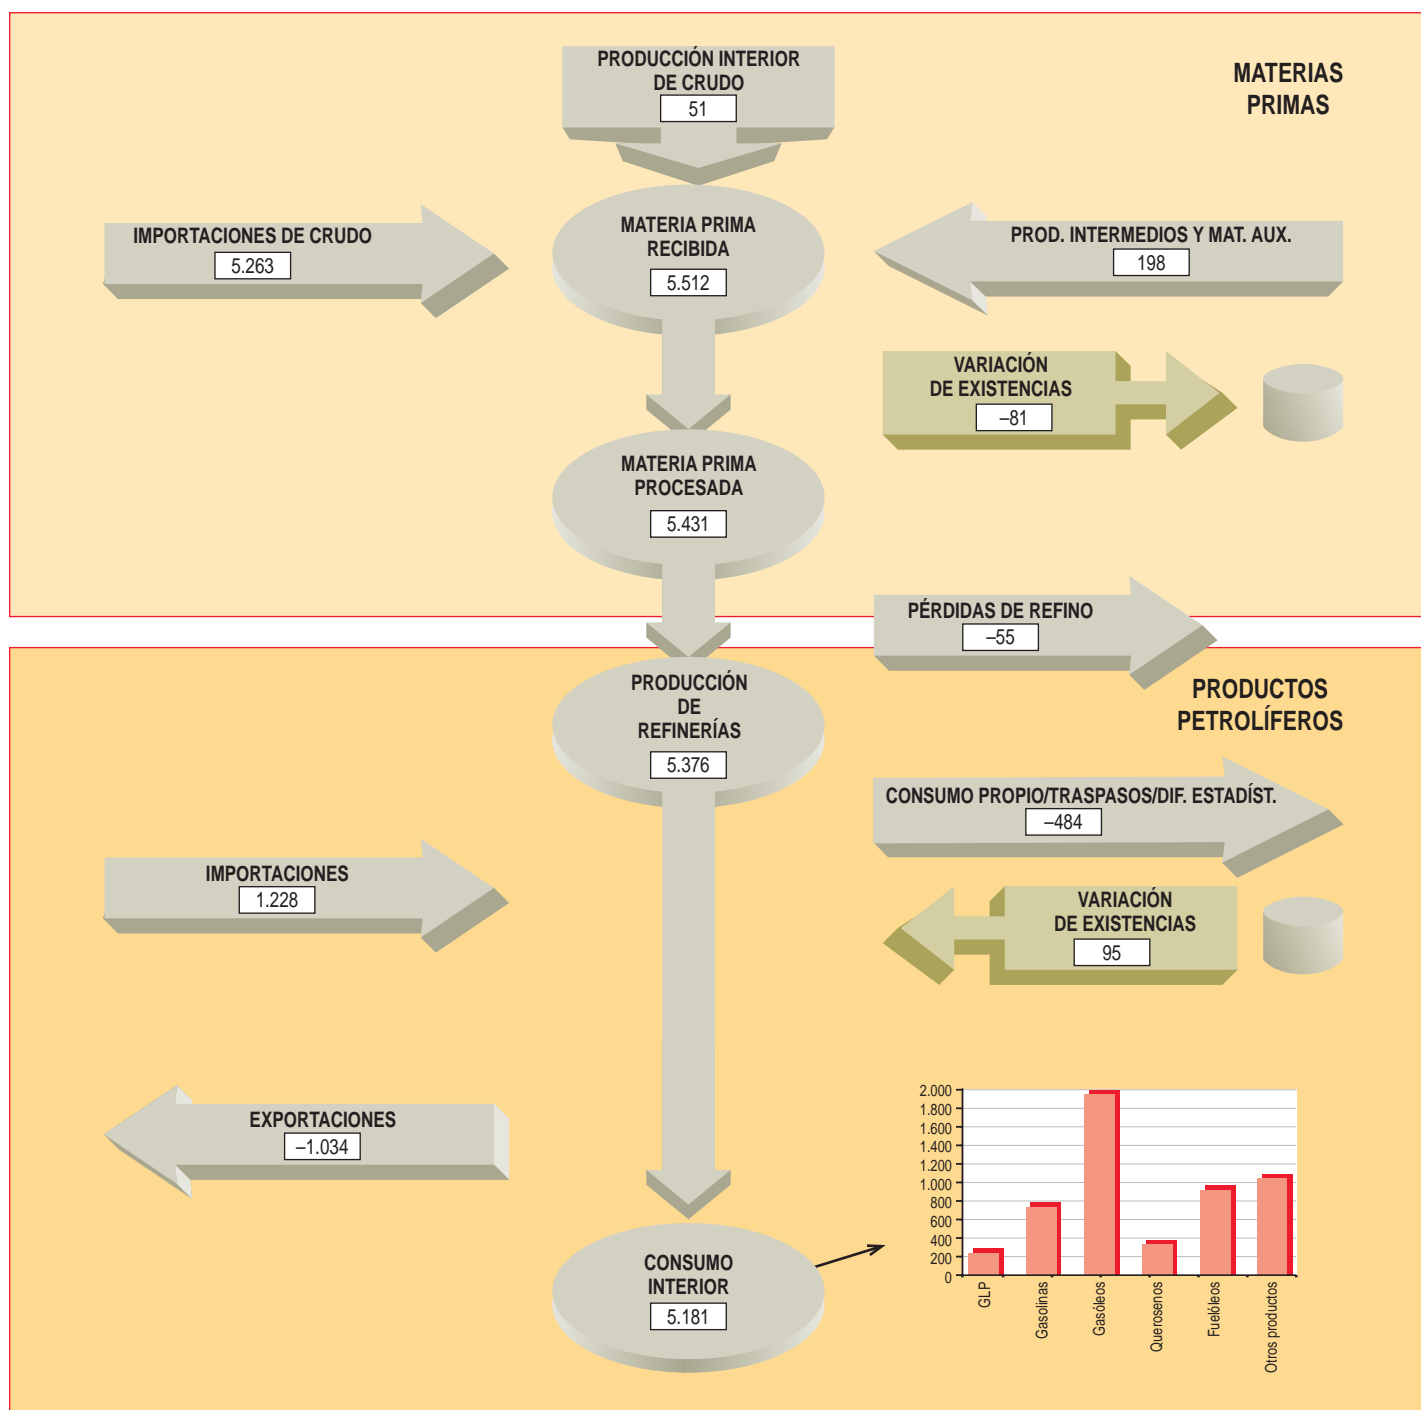 PRODUCCIÓN INTERIOR
DE CRUDO
51
MATERIAS
PRIMAS
IMPORTACIONES DE CRUDO
5.263
MATERIA PRIMA
RECIBIDA
5.512
PROD. INTERMEDIOS Y MAT. AUX.
198
VARIACIÓN
DE EXISTENCIAS
–81
MATERIA PRIMA
PROCESADA
5.431
PÉRDIDAS DE REFINO
–55
PRODUCCIÓN
DE
REFINERÍAS
5.376
PRODUCTOS
PETROLÍFEROS
CONSUMO PROPIO/TRASPASOS/DIF. ESTADÍST.
–484
IMPORTACIONES
1.228
VARIACIÓN
DE EXISTENCIAS
95
EXPORTACIONES
–1.034
CONSUMO
INTERIOR
5.181
2.000
1.800
1.600
1.400
1.200
1.000
800
600
400
200
0
GLP
Gasolinas
Gasóleos
Querosenos
Fuelóleos
Otros productos